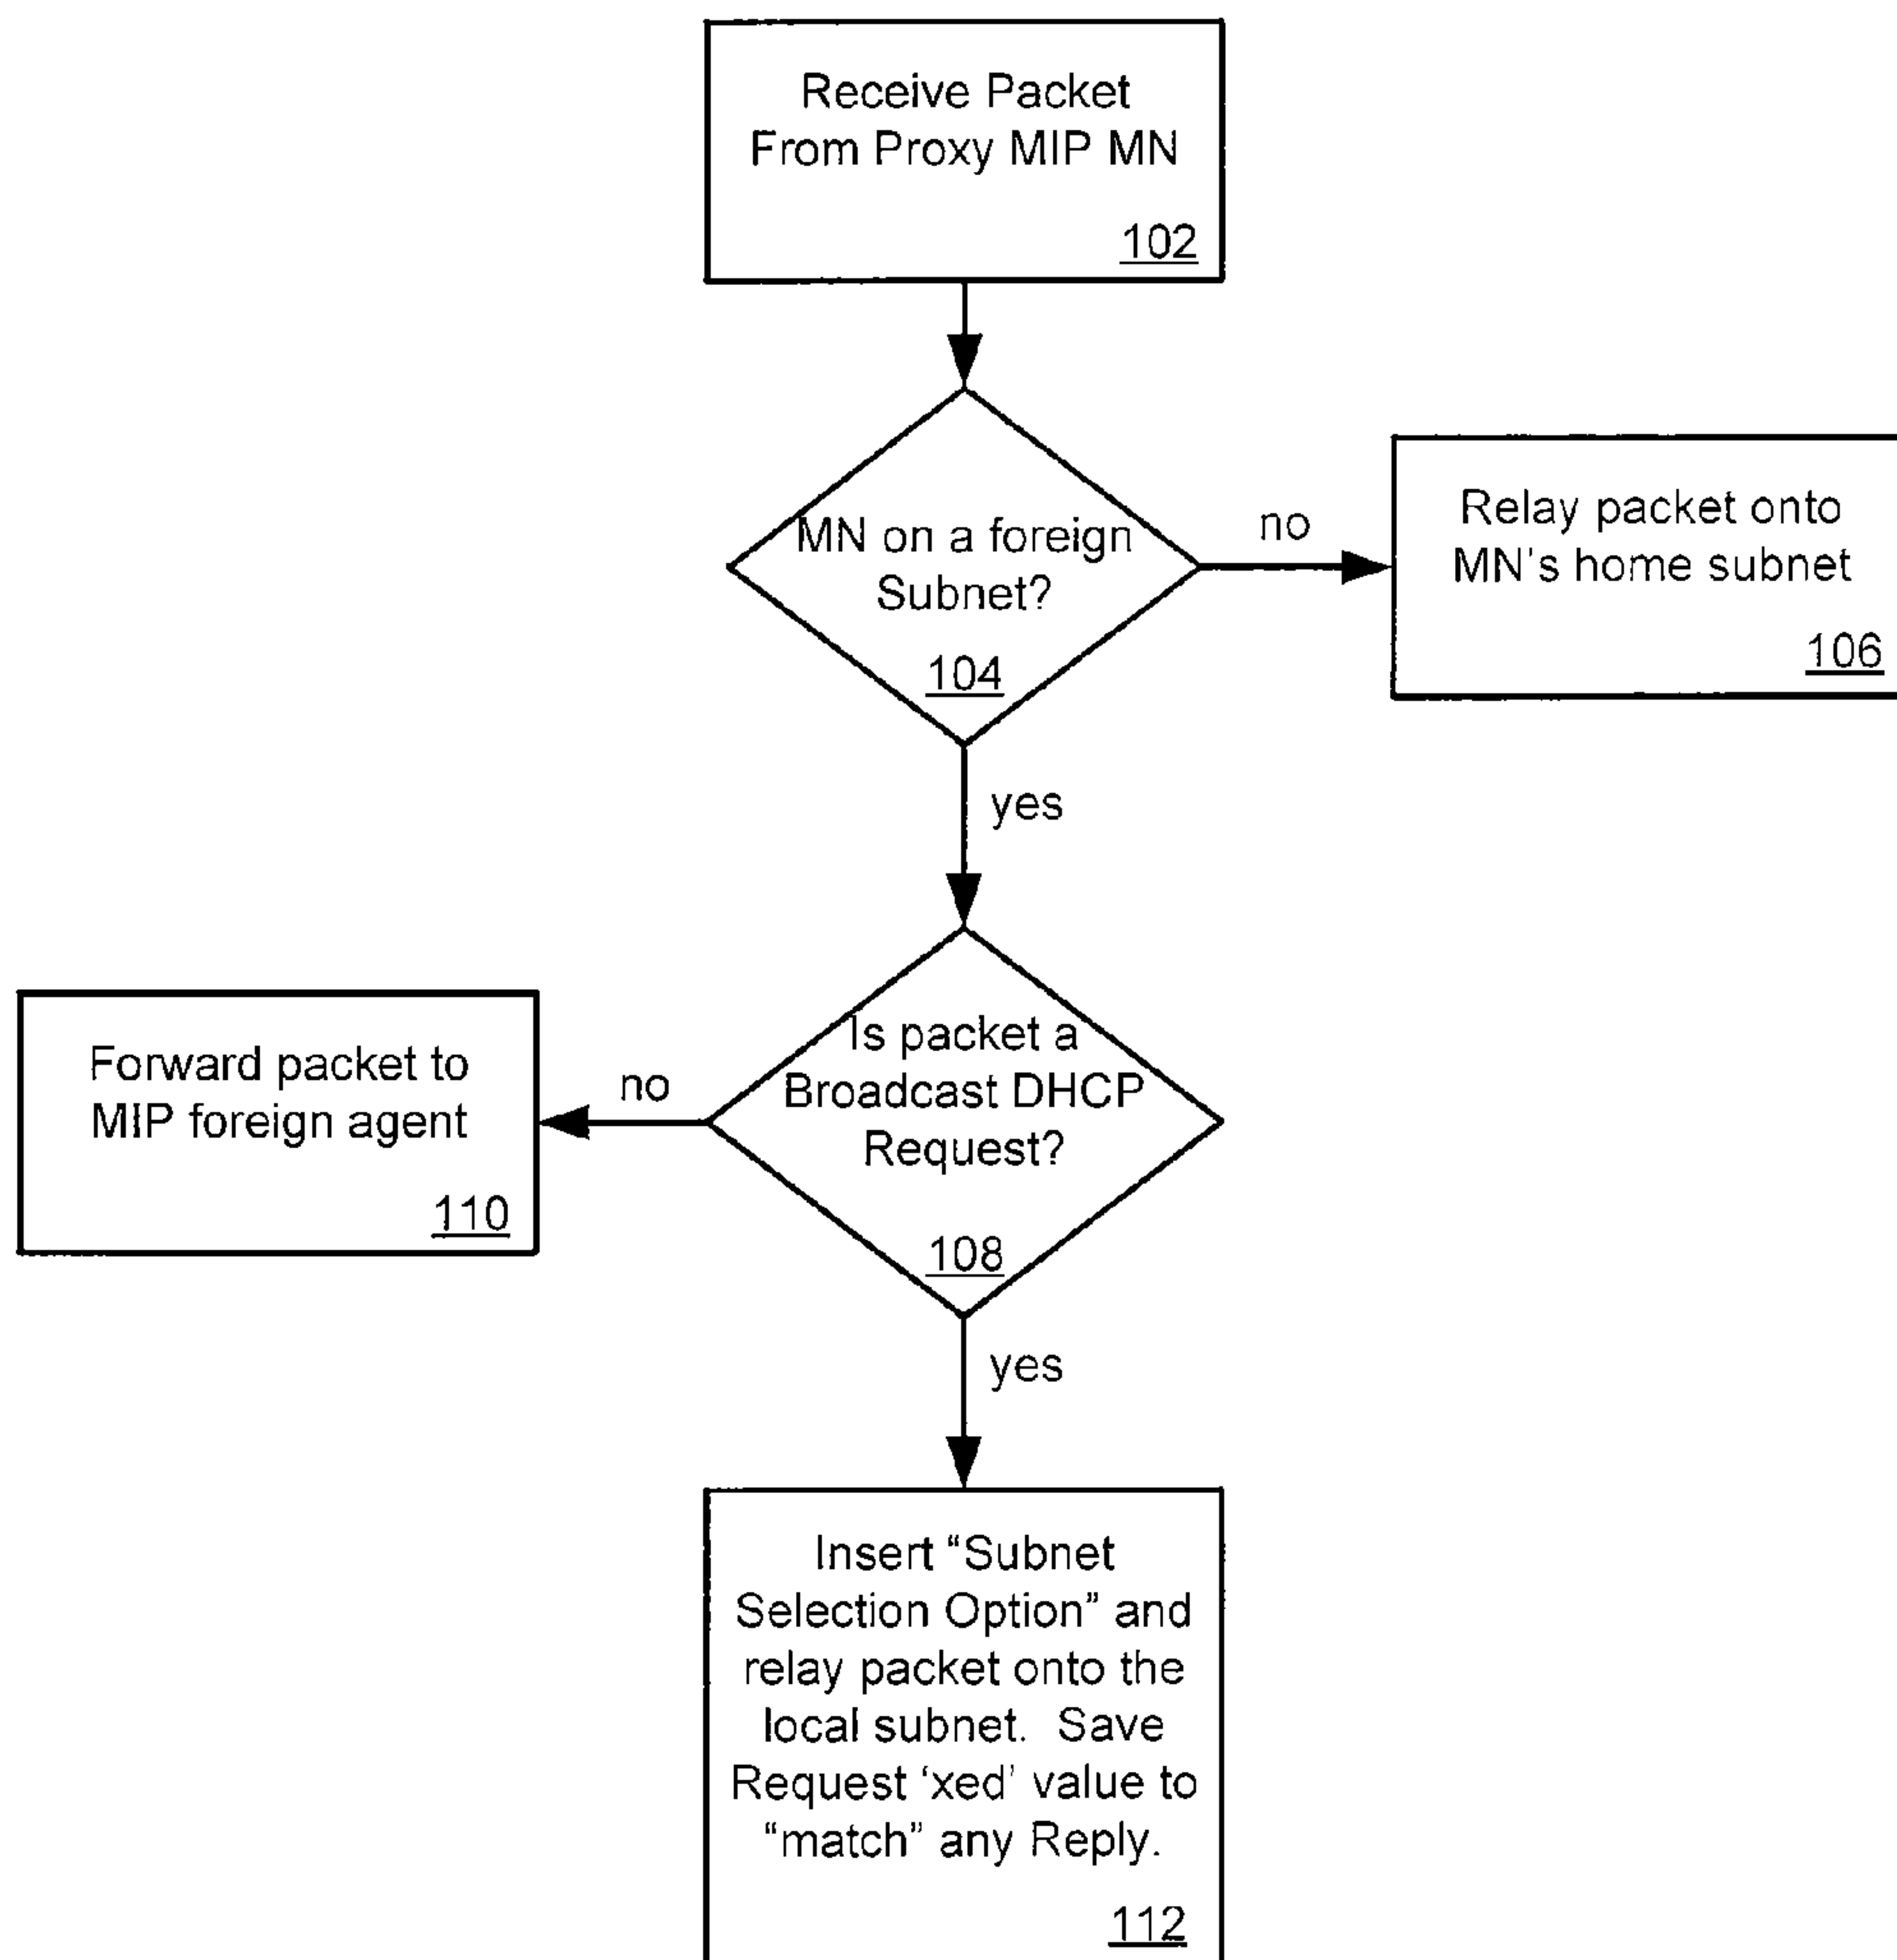 Receive Packet
From Proxy MIP MN
102
MN on a foreign
Subnet?
104
no
Relay packet onto
MN's home subnet
106
yes
Is packet a
Broadcast DHCP
Request?
108
no
Forward packet to
MIP foreign agent
110
yes
Insert “Subnet
Selection Option” and
relay packet onto the
local subnet. Save
Request ‘xed’ value to
“match” any Reply.
112